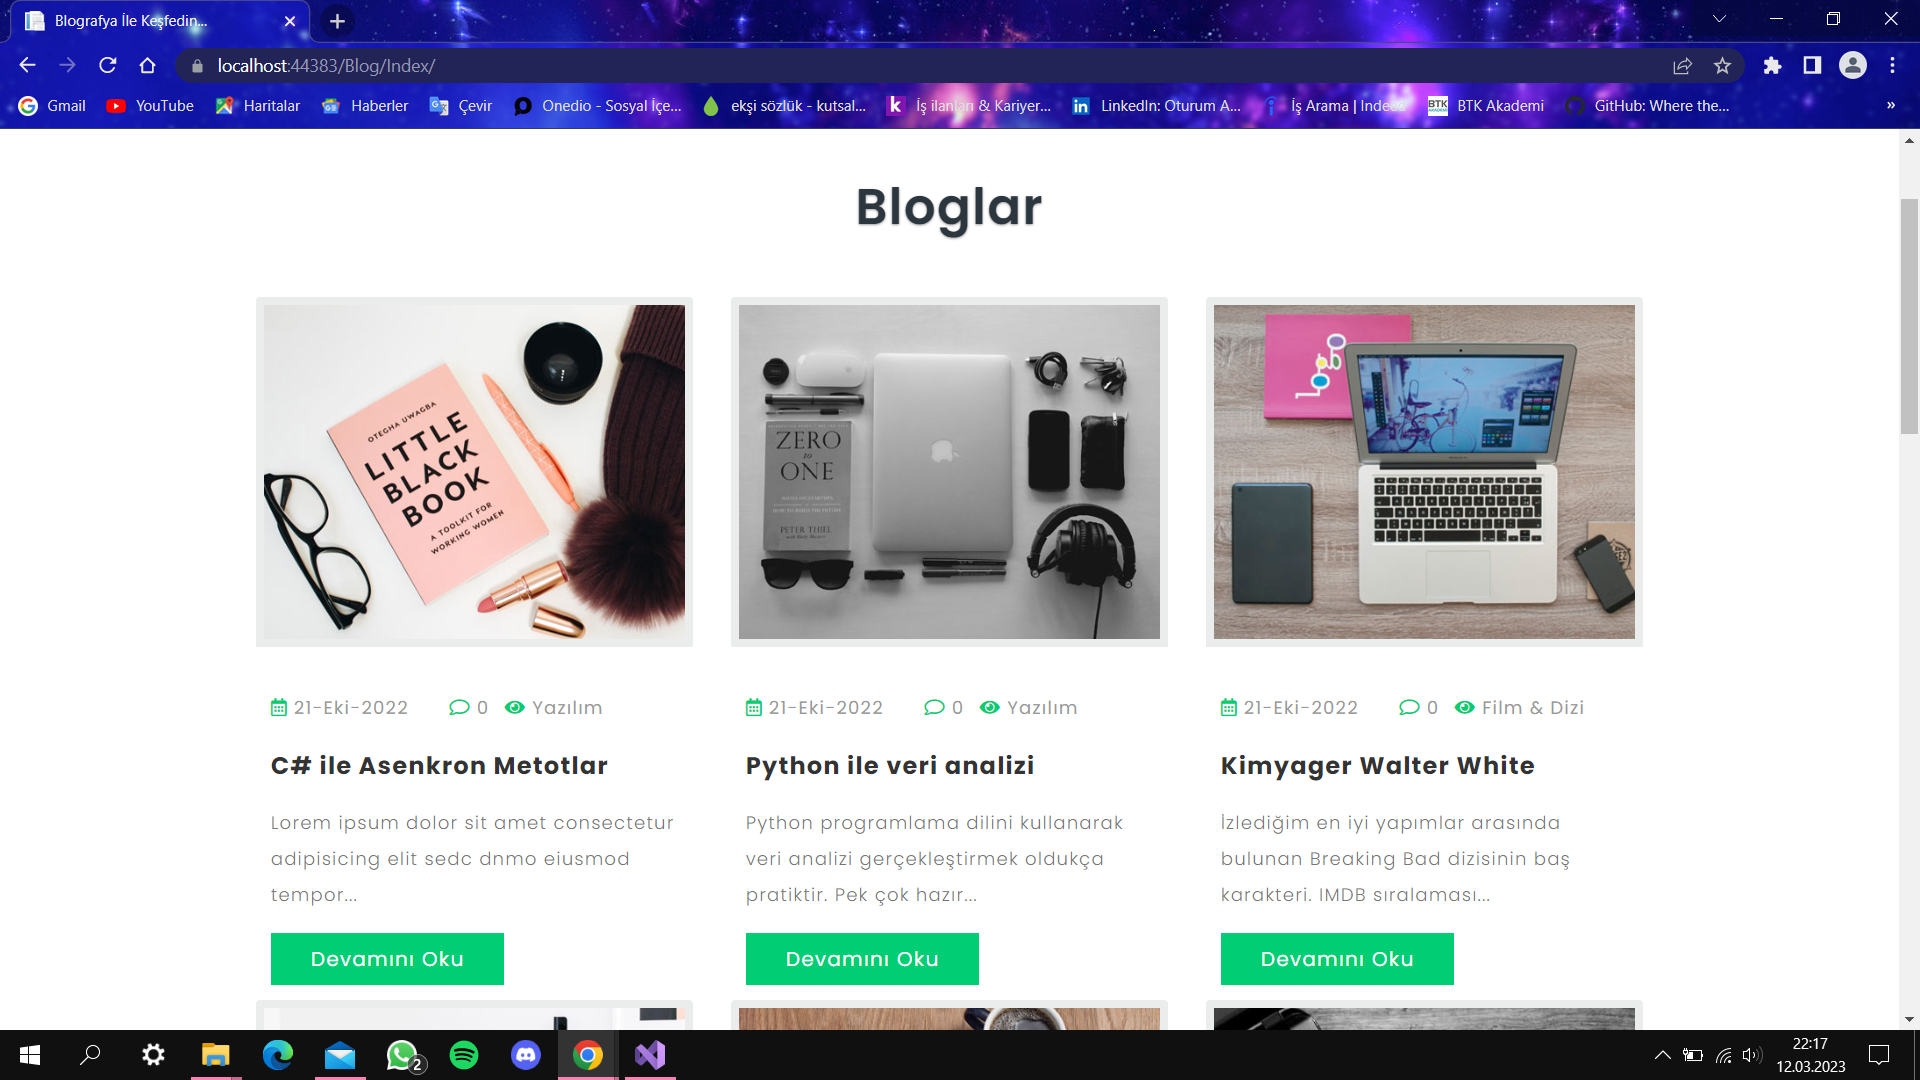 Blografya İle Keşfedin...
localhost:44383/Blog/Index/
Gmail YouTube Haritalar Haberler Çevir Onedio - Sosyal İçe... ekşi sözlük - kutsal... İş ilanları & Kariyer... LinkedIn: Oturum A... İş Arama | Indeed BTK Akademi GitHub: Where the... »
Bloglar
OTEGHA UWAGBA
LITTLE
BLACK
BOOK
A TOOLKIT FOR
WORKING WOMEN
ZERO
to
ONE
PETER THIEL
Logo
21-Eki-2022 0 Yazılım
21-Eki-2022 0 Yazılım
21-Eki-2022 0 Film & Dizi
C# ile Asenkron Metotlar
Python ile veri analizi
Kimyager Walter White
Lorem ipsum dolor sit amet consectetur
adipisicing elit sedc dnmo eiusmod
tempor...
Python programlama dilini kullanarak
veri analizi gerçekleştirmek oldukça
pratiktir. Pek çok hazır...
İzlediğim en iyi yapımlar arasında
bulunan Breaking Bad dizisinin baş
karakteri. IMDB sıralaması...
Devamını Oku
Devamını Oku
Devamını Oku
2
22:17
12.03.2023